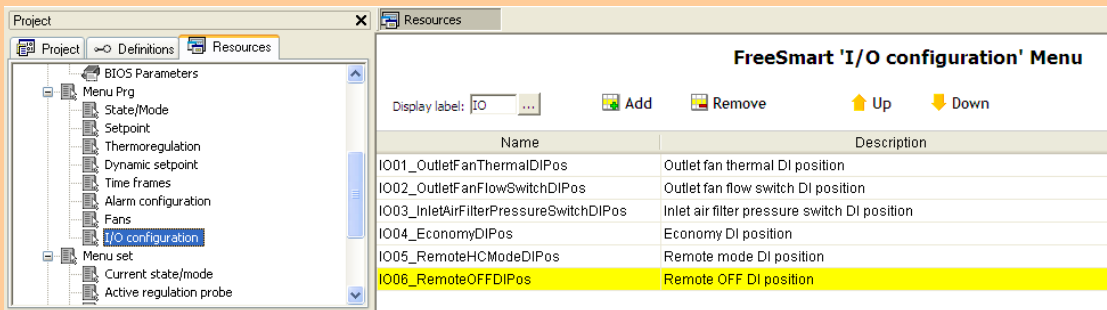 Project
Project
Definitions
Resources
BIOS Parameters
Menu Prg
State/Mode
Setpoint
Thermoregulation
Dynamic setpoint
Time frames
Alarm configuration
Fans
I/O configuration
Menu set
Current state/mode
Active regulation probe
Resources
FreeSmart 'I/O configuration' Menu
Display label: IO ... Add Remove Up Down
Name Description
IO01_OutletFanThermalDIPos Outlet fan thermal DI position
IO02_OutletFanFlowSwitchDIPos Outlet fan flow switch DI position
IO03_InletAirFilterPressureSwitchDIPos Inlet air filter pressure switch DI position
IO04_EconomyDIPos Economy DI position
IO05_RemoteHCModeDIPos Remote mode DI position
IO06_RemoteOFFDIPos Remote OFF DI position